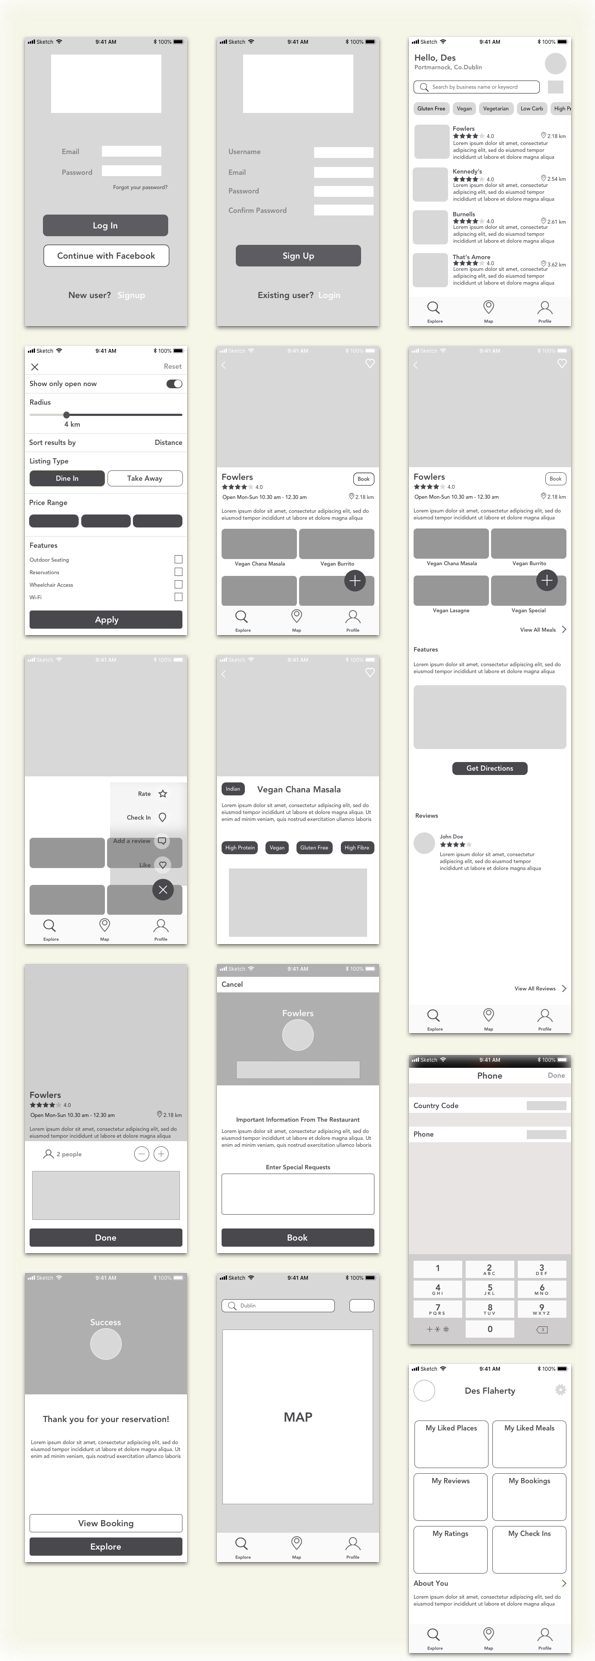 Sketch 9:41 AM 100%
Email
Password
Forgot your password?
Log In
Continue with Facebook
New user? Signup
Sketch 9:41 AM 100%
Username
Email
Password
Confirm Password
Sign Up
Existing user? Login
Sketch 9:41 AM 100%
Hello, Des
Portmarnock, Co.Dublin
Search by business name or keyword
Gluten Free Vegan Vegetarian Low Carb High Pr
Fowlers
4.0 2.18 km
Lorem ipsum dolor sit amet, consectetur
adipiscing elit, sed do eiusmod tempor
incididunt ut labore et dolore magna aliqua
Kennedy's
4.0 2.54 km
Lorem ipsum dolor sit amet, consectetur
adipiscing elit, sed do eiusmod tempor
incididunt ut labore et dolore magna aliqua
Burnells
4.0 2.61 km
Lorem ipsum dolor sit amet, consectetur
adipiscing elit, sed do eiusmod tempor
incididunt ut labore et dolore magna aliqua
That's Amore
4.0 3.62 km
Lorem ipsum dolor sit amet, consectetur
adipiscing elit, sed do eiusmod tempor
incididunt ut labore et dolore magna aliqua
Explore Map Profile
Sketch 9:41 AM 100%
Reset
Show only open now
Radius
4 km
Sort results by Distance
Listing Type
Dine In Take Away
Price Range
Features
Outdoor Seating
Reservations
Wheelchair Access
Wi-Fi
Apply
Sketch 9:41 AM 100%
Fowlers
Book
4.0
Open Mon-Sun 10.30 am - 12.30 am 2.18 km
Lorem ipsum dolor sit amet, consectetur adipiscing elit, sed do
eiusmod tempor incididunt ut labore et dolore magna aliqua
Vegan Chana Masala Vegan Burrito
Explore Map Profile
Sketch 9:41 AM 100%
Fowlers
Book
4.0
Open Mon-Sun 10.30 am - 12.30 am 2.18 km
Lorem ipsum dolor sit amet, consectetur adipiscing elit, sed do
eiusmod tempor incididunt ut labore et dolore magna aliqua
Vegan Chana Masala Vegan Burrito
Vegan Lasagne Vegan Special
View All Meals
Features
Lorem ipsum dolor sit amet, consectetur adipiscing elit, sed do
eiusmod tempor incididunt ut labore et dolore magna aliqua
Get Directions
Reviews
John Doe
Lorem ipsum dolor sit amet, consectetur
adipiscing elit, sed do eiusmod tempor
incididunt ut labore et dolore magna aliqua
View All Reviews
Explore Map Profile
Sketch 9:41 AM 100%
Rate
Check In
Add a review
Like
Explore Map Profile
Sketch 9:41 AM 100%
Indian Vegan Chana Masala
Lorem ipsum dolor sit amet, consectetur adipiscing elit, sed do
eiusmod tempor incididunt ut labore et dolore magna aliqua. Ut
enim ad minim veniam, quis nostrud exercitation ullamco laboris
High Protein Vegan Gluten Free High Fibre
Sketch 9:41 AM 100%
Fowlers
4.0
Open Mon-Sun 10.30 am - 12.30 am 2.18 km
Lorem ipsum dolor sit amet, consectetur adipiscing elit, sed do
eiusmod tempor incididunt ut labore et dolore magna aliqua
2 people
Done
Sketch 9:41 AM 100%
Cancel
Fowlers
Important Information From The Restaurant
Lorem ipsum dolor sit amet, consectetur adipiscing elit, sed do
eiusmod tempor incididunt ut labore et dolore magna aliqua. Ut
enim ad minim veniam, quis nostrud exercitation ullamco laboris
Enter Special Requests
Book
Sketch 9:41 AM 100%
Phone Done
Country Code
Phone
1 2 ABC 3 DEF
4 GHI 5 JKL 6 MNO
7 PQRS 8 TUV 9 WXYZ
0
Sketch 9:41 AM 100%
Success
Thank you for your reservation!
Lorem ipsum dolor sit amet, consectetur adipiscing elit, sed do
eiusmod tempor incididunt ut labore et dolore magna aliqua. Ut
enim ad minim veniam, quis nostrud exercitation ullamco laboris
View Booking
Explore
Sketch 9:41 AM 100%
Dublin
MAP
Explore Map Profile
Sketch 9:41 AM 100%
Des Flaherty
My Liked Places My Liked Meals
My Reviews My Bookings
My Ratings My Check Ins
About You
Lorem ipsum dolor sit amet, consectetur adipiscing elit, sed do
eiusmod tempor incididunt ut labore et dolore magna aliqua.
Explore Map Profile